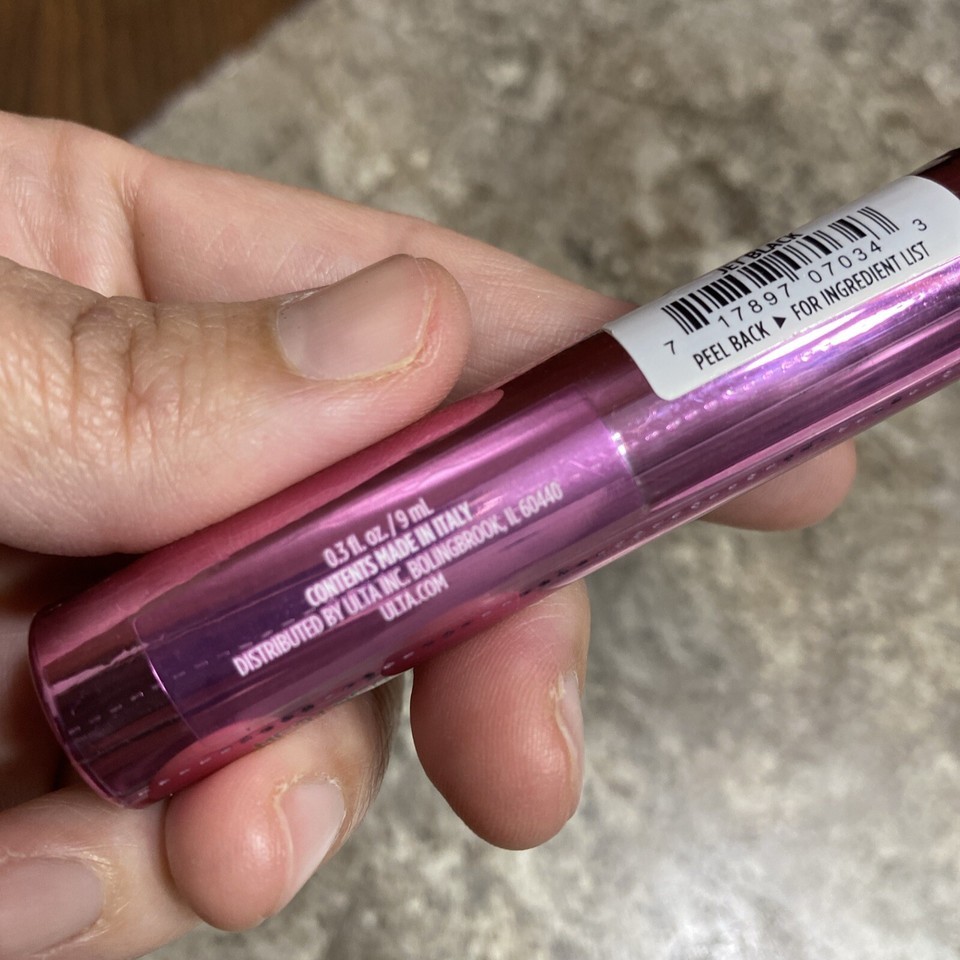 JET BLACK
7 17897 07034 3
PEEL BACK ▶ FOR INGREDIENT LIST
0.3 fl. oz. / 9 mL
CONTENTS MADE IN ITALY
DISTRIBUTED BY ULTA INC. BOLINGBROOK, IL 60440
ULTA.COM